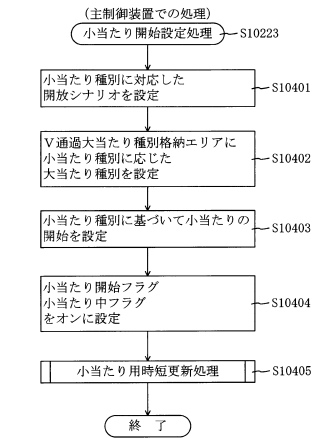 (主制御装置での処理)
小当たり開始設定処理
S10223
小当たり種別に対応した
開放シナリオを設定
S10401
V通過大当たり種別格納エリアに
小当たり種別に応じた
大当たり種別を設定
S10402
小当たり種別に基づいて小当たりの
開始を設定
S10403
小当たり開始フラグ
小当たり中フラグ
をオンに設定
S10404
小当たり用時短更新処理
S10405
終 了